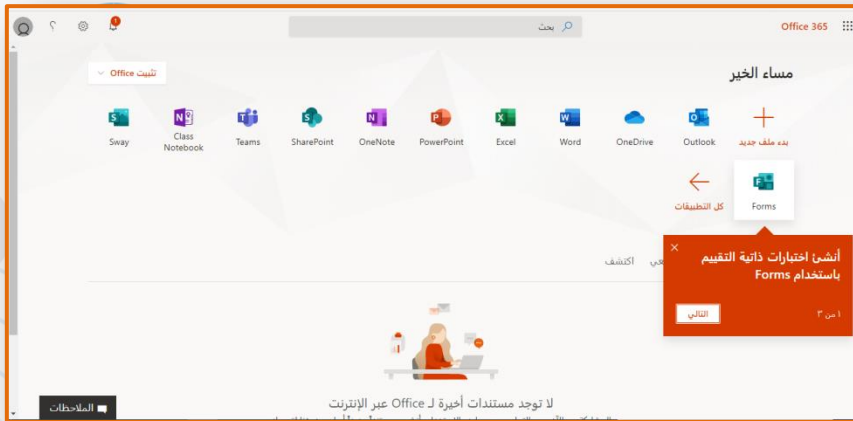 Office 365
بحث
1
؟
مساء الخير
تثبيت Office
بدء ملف جديد
Outlook
OneDrive
Word
Excel
PowerPoint
OneNote
SharePoint
Teams
Class Notebook
Sway
Forms
كل التطبيقات
أنشئ اختبارات ذاتية التقييم
باستخدام Forms
١ من ٣
التالي
اكتشف
لا توجد مستندات أخيرة لـ Office عبر الإنترنت
الملاحظات